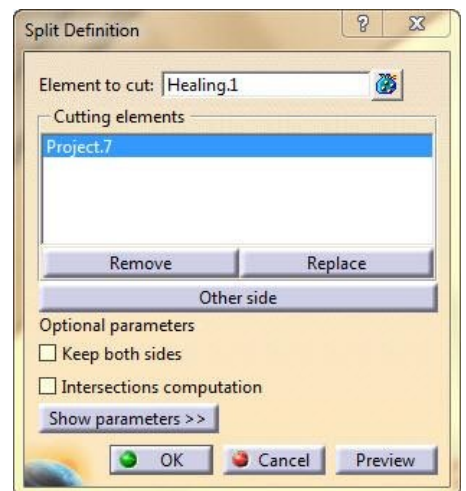 Split Definition
?
Element to cut: Healing.1
Cutting elements
Project.7
Remove Replace
Other side
Optional parameters
Keep both sides
Intersections computation
Show parameters >>
OK Cancel Preview